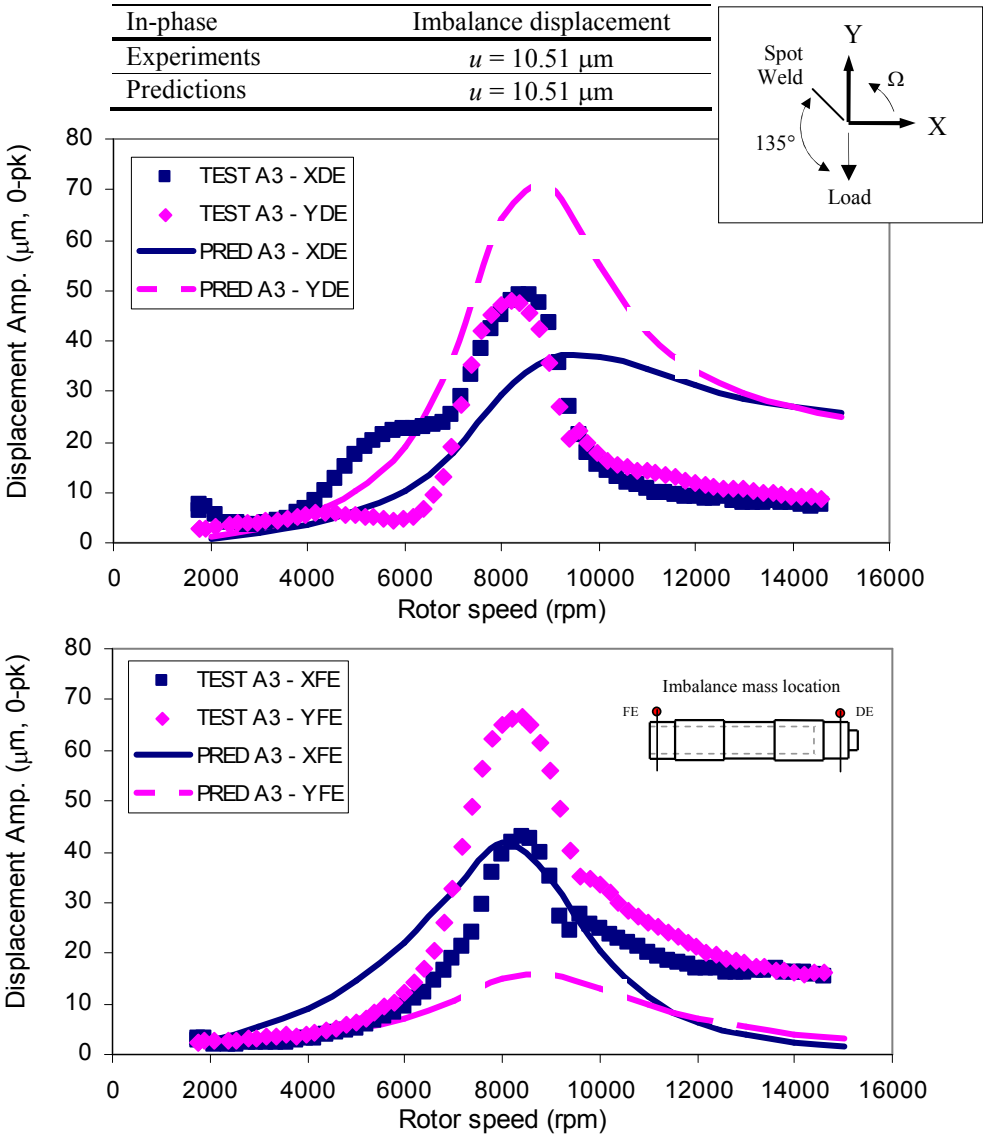 In-phase Imbalance displacement
Experiments u = 10.51 μm
Predictions u = 10.51 μm
Y
Spot
Weld
Ω
X
135°
Load
80
70
60
50
40
30
20
10
0
Displacement Amp. (μm, 0-pk)
TEST A3 - XDE
TEST A3 - YDE
PRED A3 - XDE
PRED A3 - YDE
0 2000 4000 6000 8000 10000 12000 14000 16000
Rotor speed (rpm)
80
70
60
50
40
30
20
10
0
Displacement Amp. (μm, 0-pk)
TEST A3 - XFE
TEST A3 - YFE
PRED A3 - XFE
PRED A3 - YFE
Imbalance mass location
FE DE
0 2000 4000 6000 8000 10000 12000 14000 16000
Rotor speed (rpm)